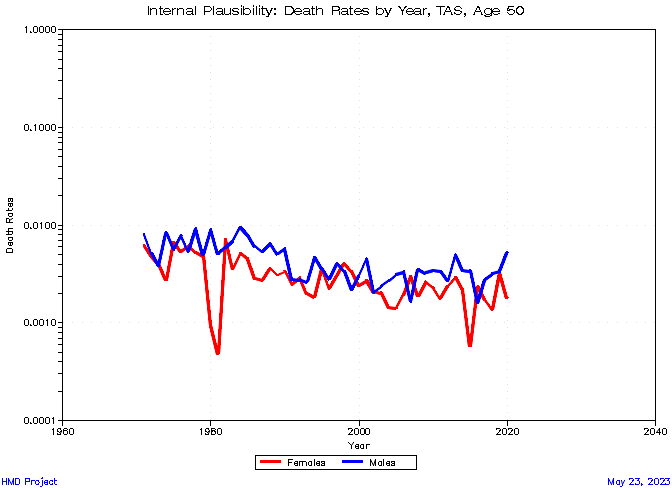 Internal Plausibility: Death Rates by Year, TAS, Age 50
1.0000
0.1000
0.0100
0.0010
0.0001
Death Rates
1960 1980 2000 2020 2040
Year
Females Males
HMD Project
May 23, 2023